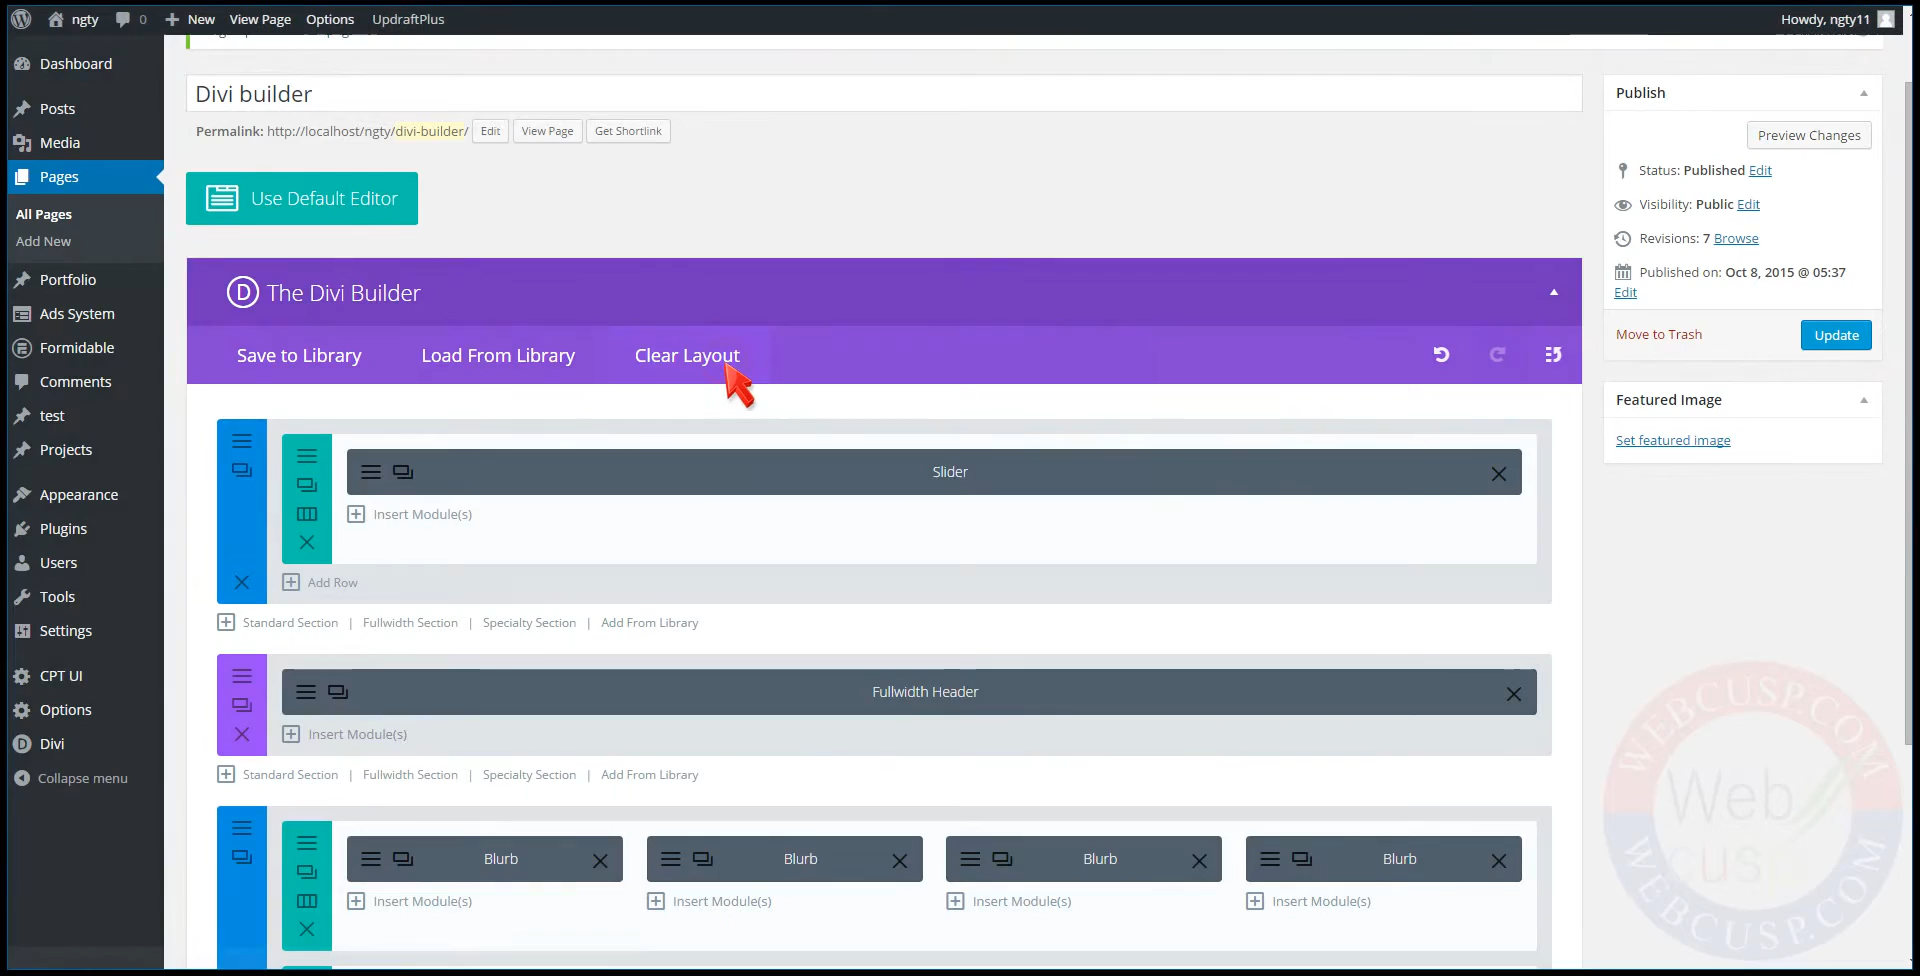 ngty 0 New View Page Options UpdraftPlus Howdy, ngty11
Dashboard
Posts
Media
Pages
All Pages
Add New
Portfolio
Ads System
Formidable
Comments
test
Projects
Appearance
Plugins
Users
Tools
Settings
CPT UI
Options
Divi
Collapse menu
Divi builder
Permalink: http://localhost/ngty/divi-builder/ Edit View Page Get Shortlink
Use Default Editor
D The Divi Builder
Save to Library Load From Library Clear Layout
Slider
Insert Module(s)
Add Row
Standard Section | Fullwidth Section | Specialty Section | Add From Library
Fullwidth Header
Insert Module(s)
Standard Section | Fullwidth Section | Specialty Section | Add From Library
Blurb Blurb Blurb Blurb
Insert Module(s) Insert Module(s) Insert Module(s) Insert Module(s)
Publish
Preview Changes
Status: Published Edit
Visibility: Public Edit
Revisions: 7 Browse
Published on: Oct 8, 2015 @ 05:37
Edit
Move to Trash Update
Featured Image
Set featured image
WEBCUSP.COM
Web
cusp
WEBCUSP.COM